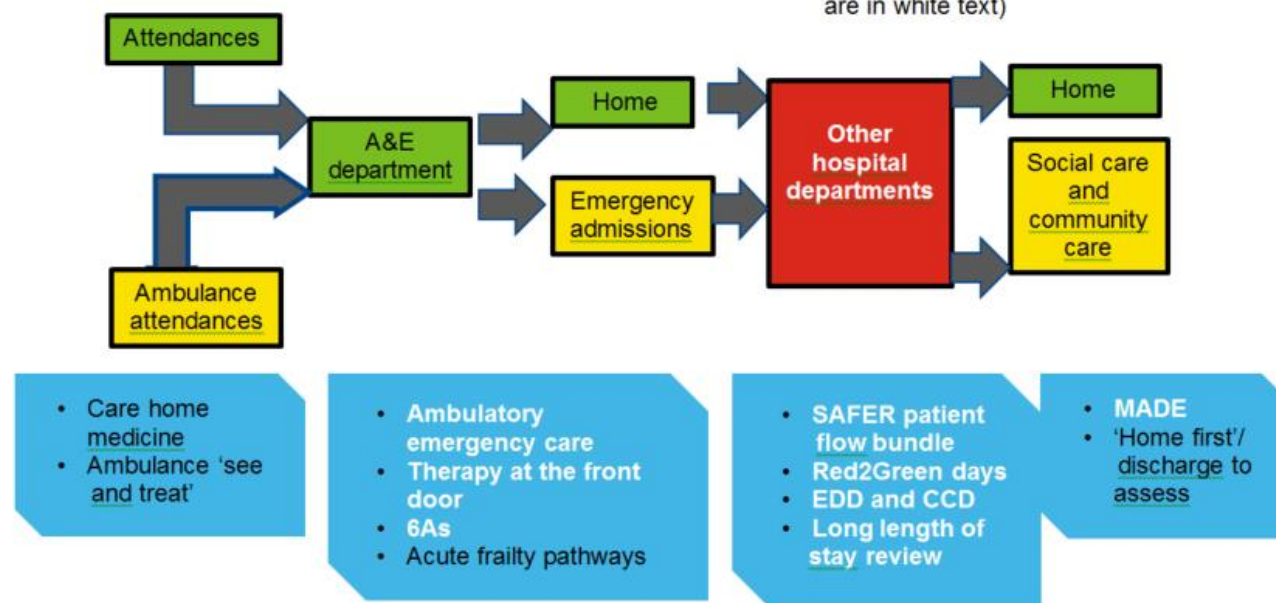 are in white text)
Attendances
Home
Home
A&E
department
Other
hospital
departments
Social care
and
community
care
Emergency
admissions
Ambulance
attendances
• Care home
medicine
• Ambulance ‘see
and treat’
• Ambulatory
emergency care
• Therapy at the front
door
• 6As
• Acute frailty pathways
• SAFER patient
flow bundle
• Red2Green days
• EDD and CCD
• Long length of
stay review
• MADE
• ‘Home first’/
discharge to
assess